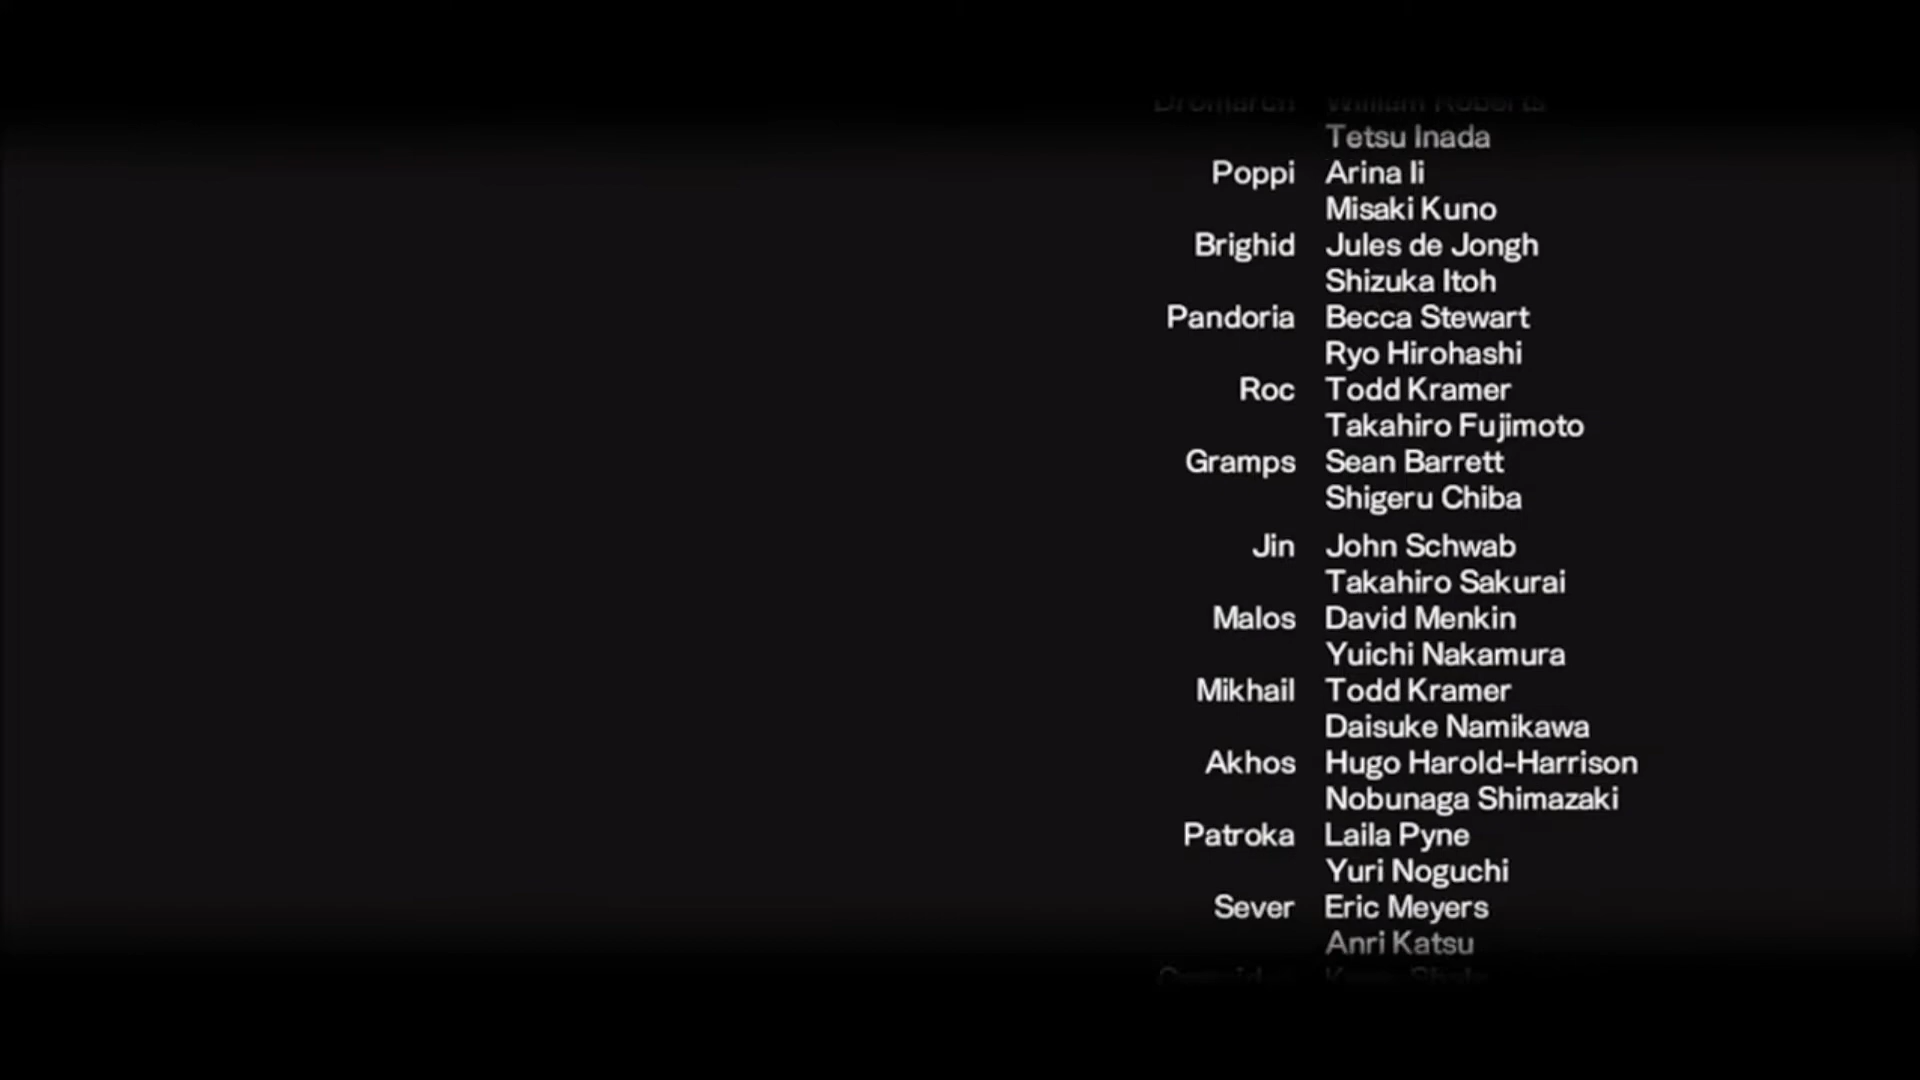 Dromarch William Roberts
Tetsu Inada
Poppi Arina Ii
Misaki Kuno
Brighid Jules de Jongh
Shizuka Itoh
Pandoria Becca Stewart
Ryo Hirohashi
Roc Todd Kramer
Takahiro Fujimoto
Gramps Sean Barrett
Shigeru Chiba
Jin John Schwab
Takahiro Sakurai
Malos David Menkin
Yuichi Nakamura
Mikhail Todd Kramer
Daisuke Namikawa
Akhos Hugo Harold-Harrison
Nobunaga Shimazaki
Patroka Laila Pyne
Yuri Noguchi
Sever Eric Meyers
Anri Katsu